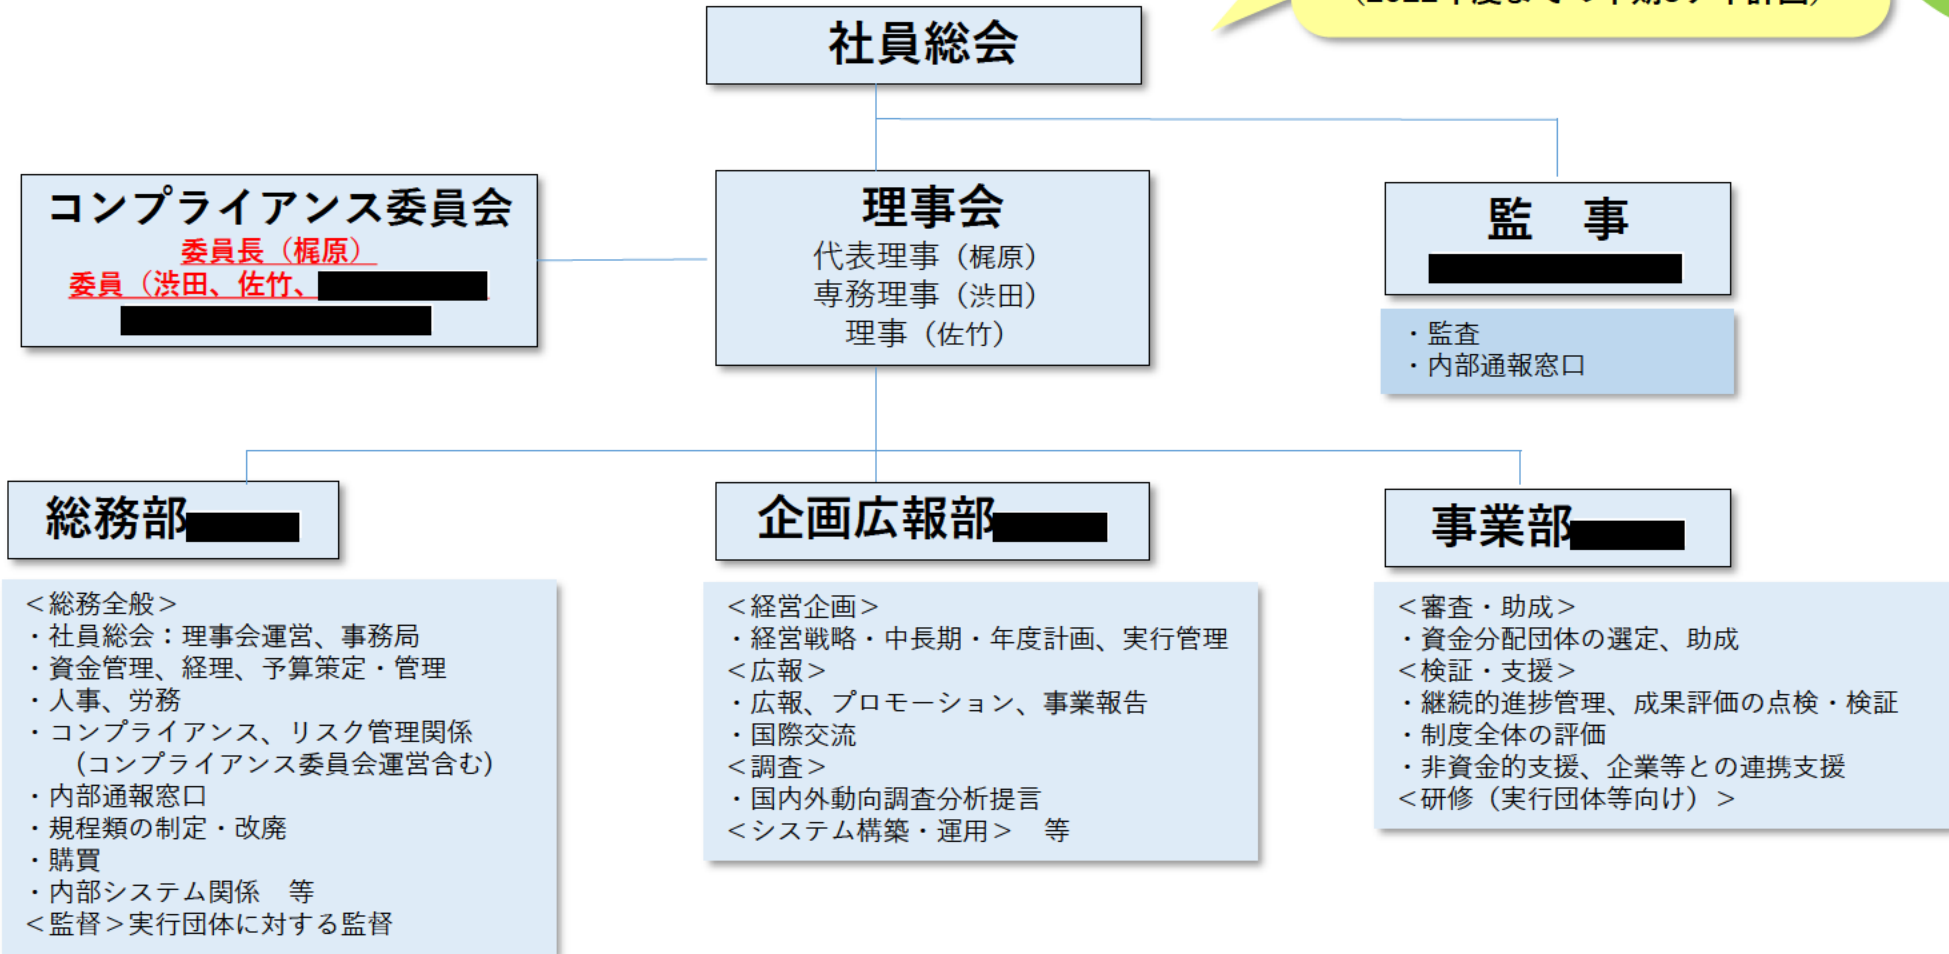 社員総会
コンプライアンス委員会
委員長（梶原）
委員（渋田、佐竹、
理事会
代表理事（梶原）
専務理事（渋田）
理事（佐竹）
監　事
・監査
・内部通報窓口
総務部
＜総務全般＞
・社員総会：理事会運営、事務局
・資金管理、経理、予算策定・管理
・人事、労務
・コンプライアンス、リスク管理関係
（コンプライアンス委員会運営含む）
・内部通報窓口
・規程類の制定・改廃
・購買
・内部システム関係　等
＜監督＞実行団体に対する監督
企画広報部
＜経営企画＞
・経営戦略・中長期・年度計画、実行管理
＜広報＞
・広報、プロモーション、事業報告
・国際交流
＜調査＞
・国内外動向調査分析提言
＜システム構築・運用＞　等
事業部
＜審査・助成＞
・資金分配団体の選定、助成
＜検証・支援＞
・継続的進捗管理、成果評価の点検・検証
・制度全体の評価
・非資金的支援、企業等との連携支援
＜研修（実行団体等向け）＞